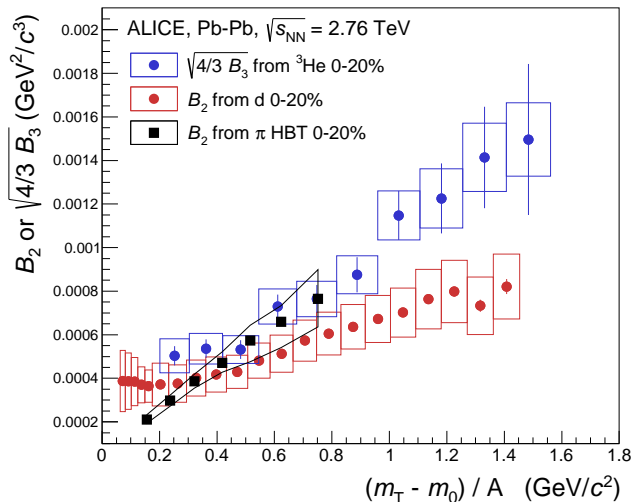 ALICE, Pb-Pb, √s_NN = 2.76 TeV
√4/3 B_3 from ³He 0-20%
B_2 from d 0-20%
B_2 from π HBT 0-20%
B_2 or √4/3 B_3 (GeV²/c³)
0.002
0.0018
0.0016
0.0014
0.0012
0.001
0.0008
0.0006
0.0004
0.0002
0 0.2 0.4 0.6 0.8 1 1.2 1.4 1.6 1.8
(m_T - m_0) / A (GeV/c²)